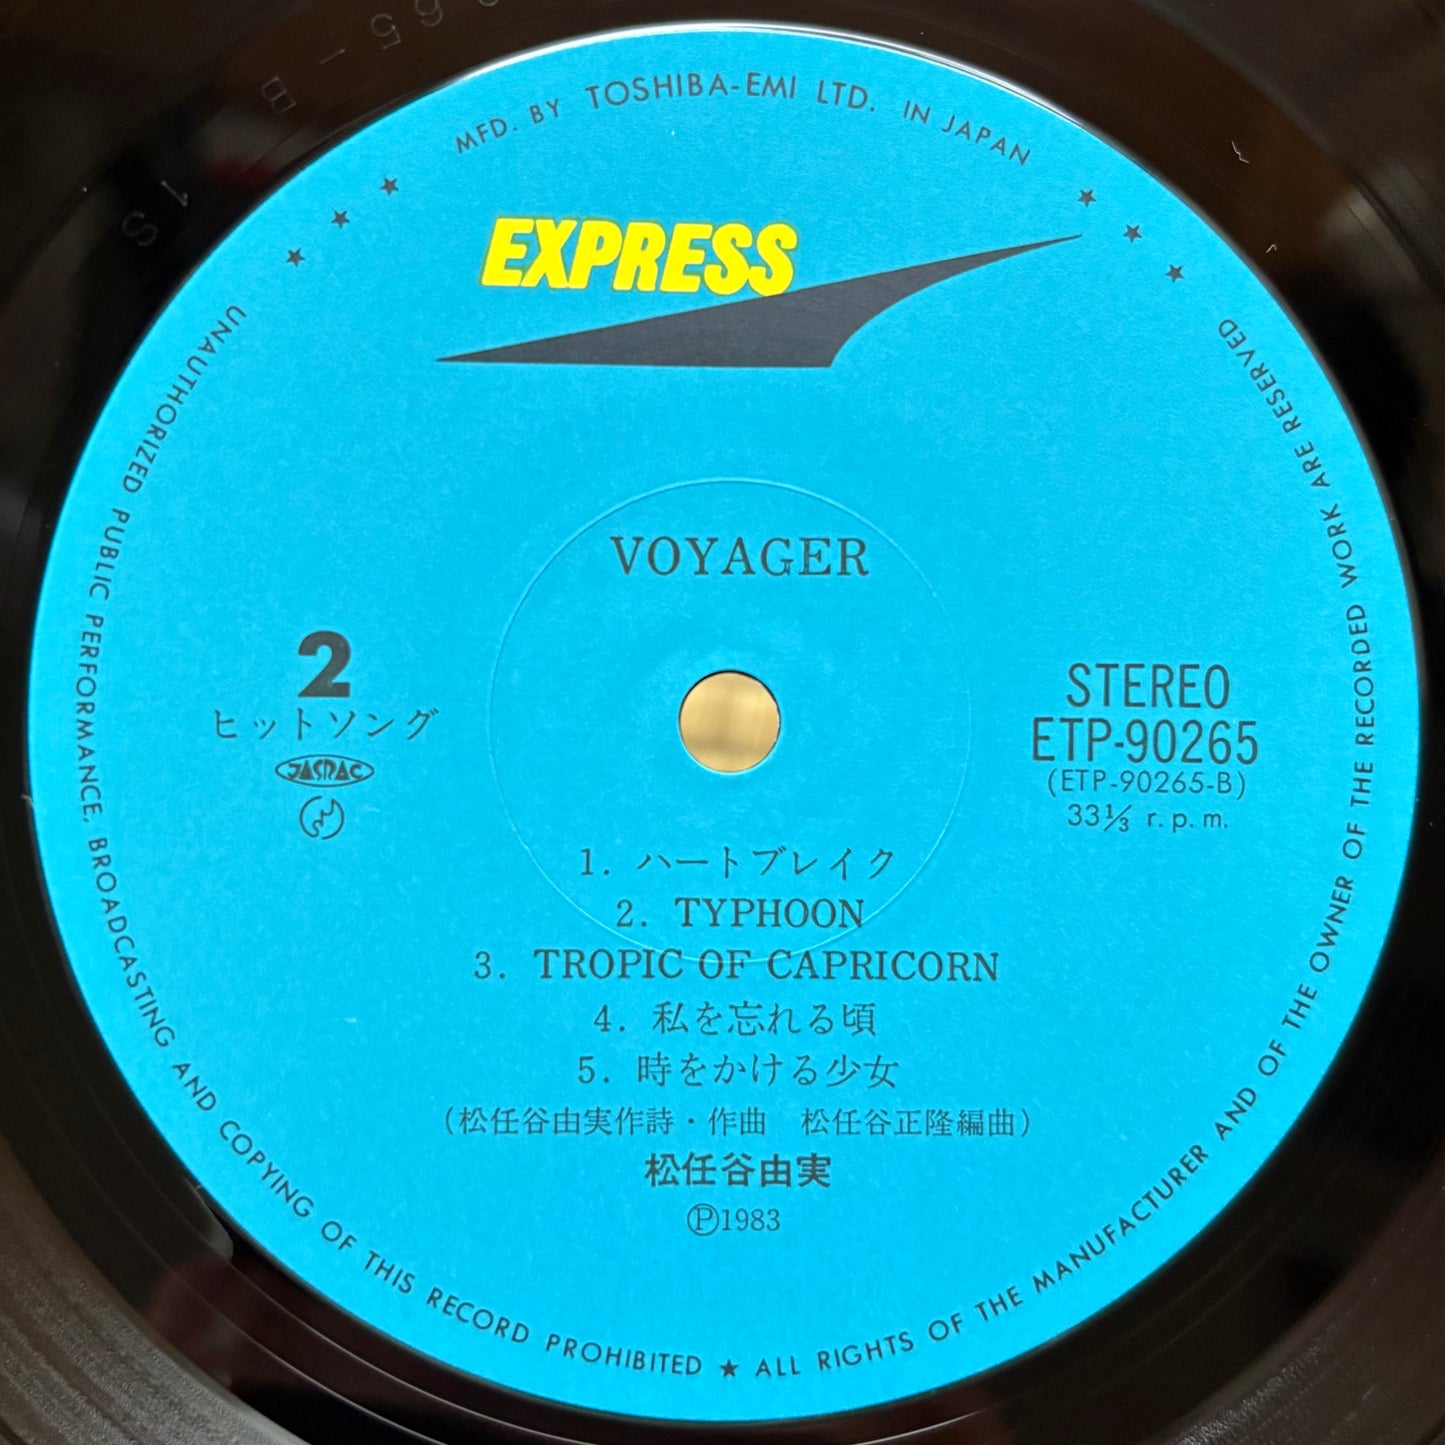 MFD. BY TOSHIBA-EMI LTD. IN JAPAN
EXPRESS
VOYAGER
2
ヒットソング
JASRAC
STEREO
ETP-90265
(ETP-90265-B)
33⅓ r.p.m.
1. ハートブレイク
2. TYPHOON
3. TROPIC OF CAPRICORN
4. 私を忘れる頃
5. 時をかける少女
(松任谷由実作詩・作曲　松任谷正隆編曲)
松任谷由実
Ⓟ1983
UNAUTHORIZED PUBLIC PERFORMANCE, BROADCASTING AND COPYING OF THIS RECORD PROHIBITED ★ ALL RIGHTS OF THE MANUFACTURER AND OF THE OWNER OF THE RECORDED WORK ARE RESERVED